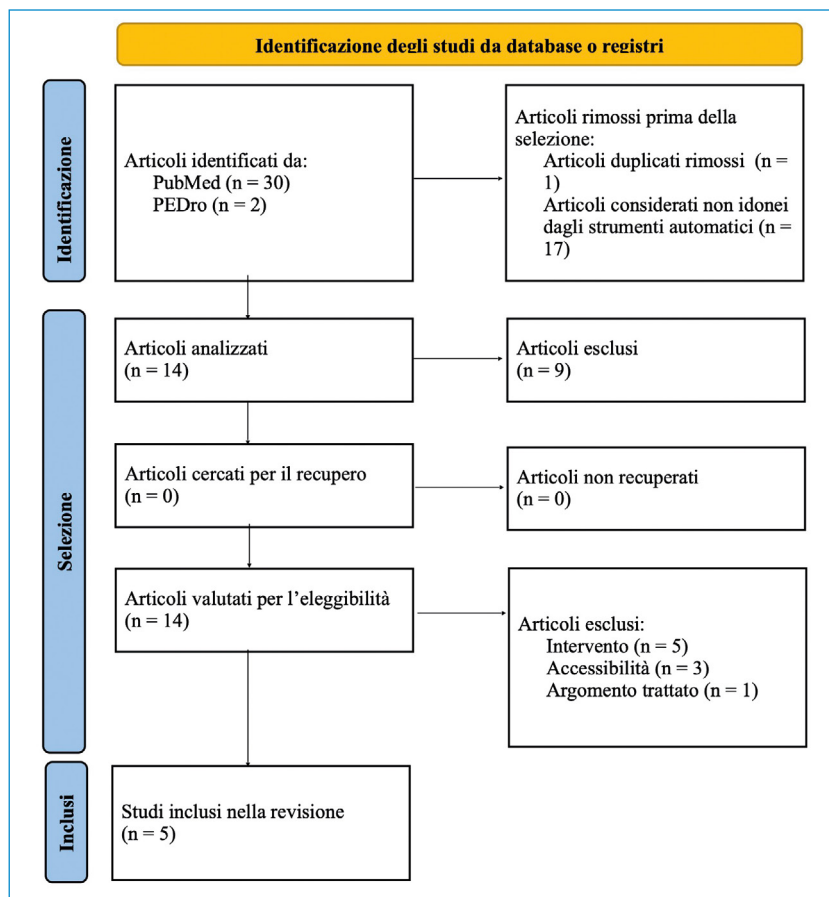 Identificazione degli studi da database o registri
Identificazione
Articoli identificati da:
PubMed (n = 30)
PEDro (n = 2)
Articoli rimossi prima della
selezione:
Articoli duplicati rimossi (n =
1)
Articoli considerati non idonei
dagli strumenti automatici (n =
17)
Selezione
Articoli analizzati
(n = 14)
Articoli esclusi
(n = 9)
Articoli cercati per il recupero
(n = 0)
Articoli non recuperati
(n = 0)
Articoli valutati per l’eleggibilità
(n = 14)
Articoli esclusi:
Intervento (n = 5)
Accessibilità (n = 3)
Argomento trattato (n = 1)
Inclusi
Studi inclusi nella revisione
(n = 5)